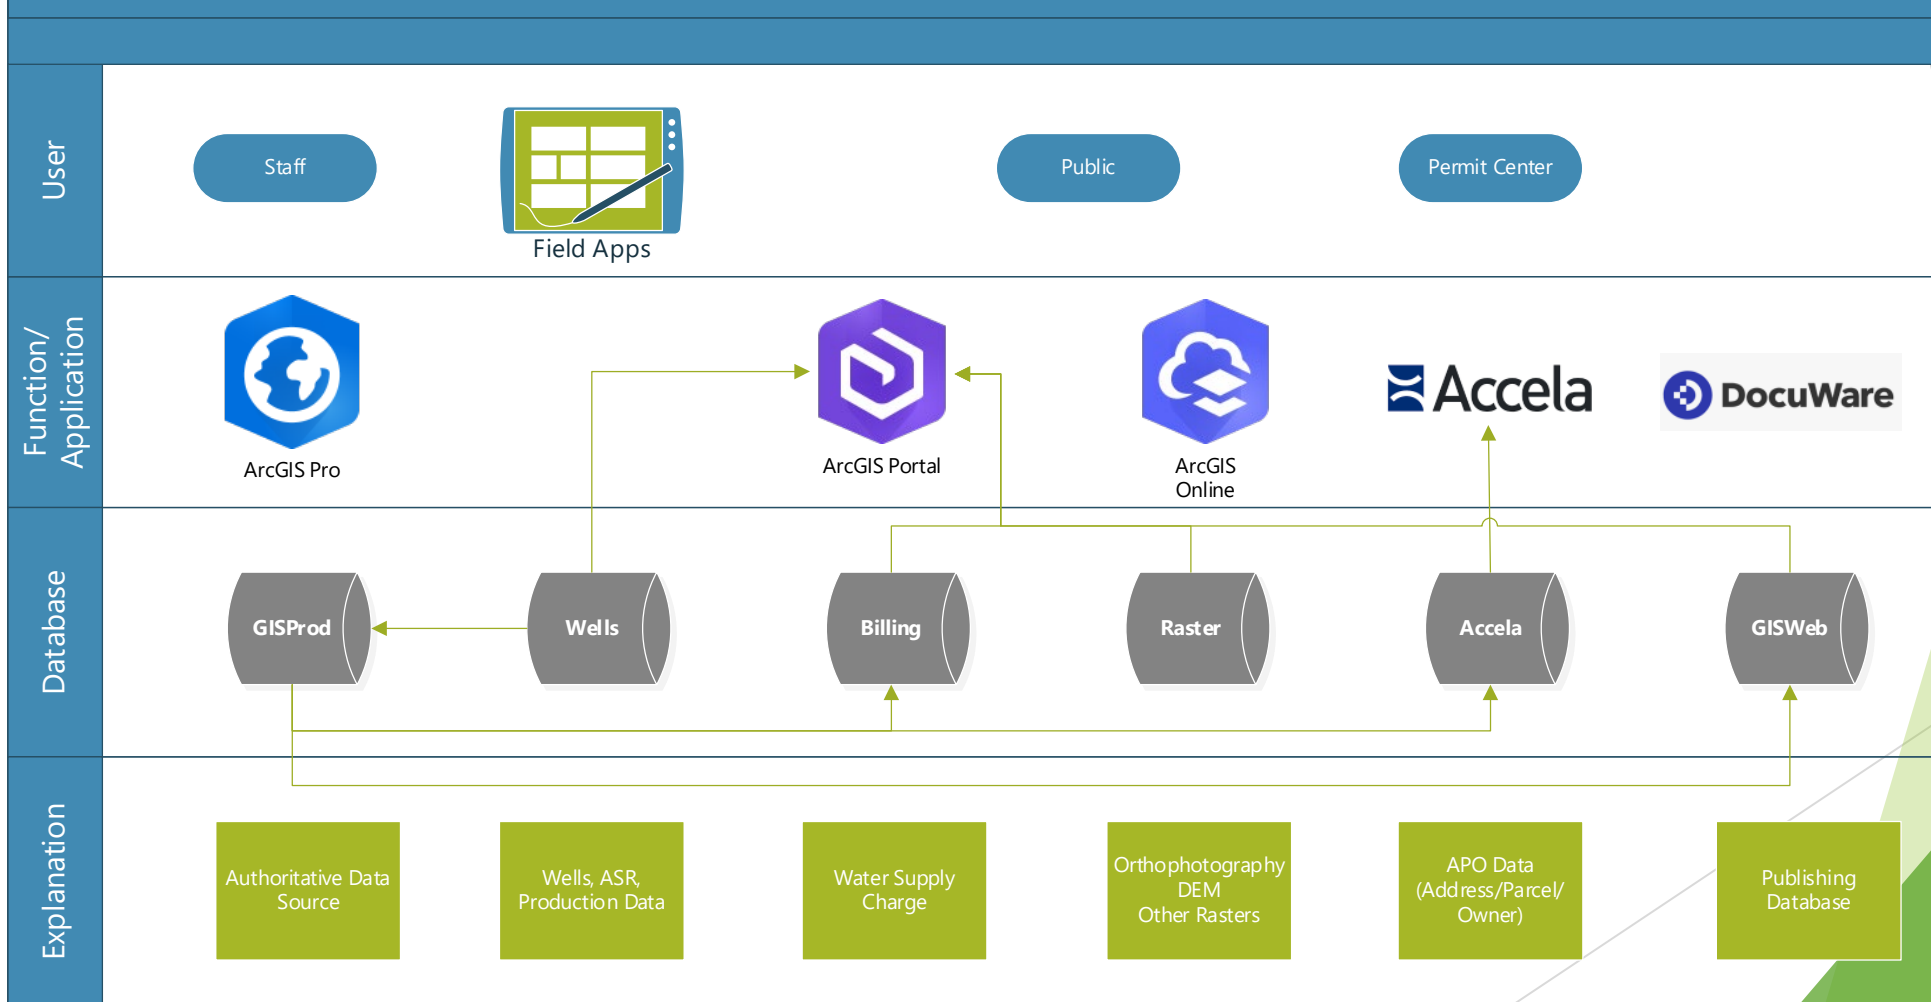 User
Staff
Field Apps
Public
Permit Center
Function/
Application
ArcGIS Pro
ArcGIS Portal
ArcGIS
Online
Accela
DocuWare
Database
GISProd
Wells
Billing
Raster
Accela
GISWeb
Explanation
Authoritative Data
Source
Wells, ASR,
Production Data
Water Supply
Charge
Orthophotography
DEM
Other Rasters
APO Data
(Address/Parcel/
Owner)
Publishing
Database